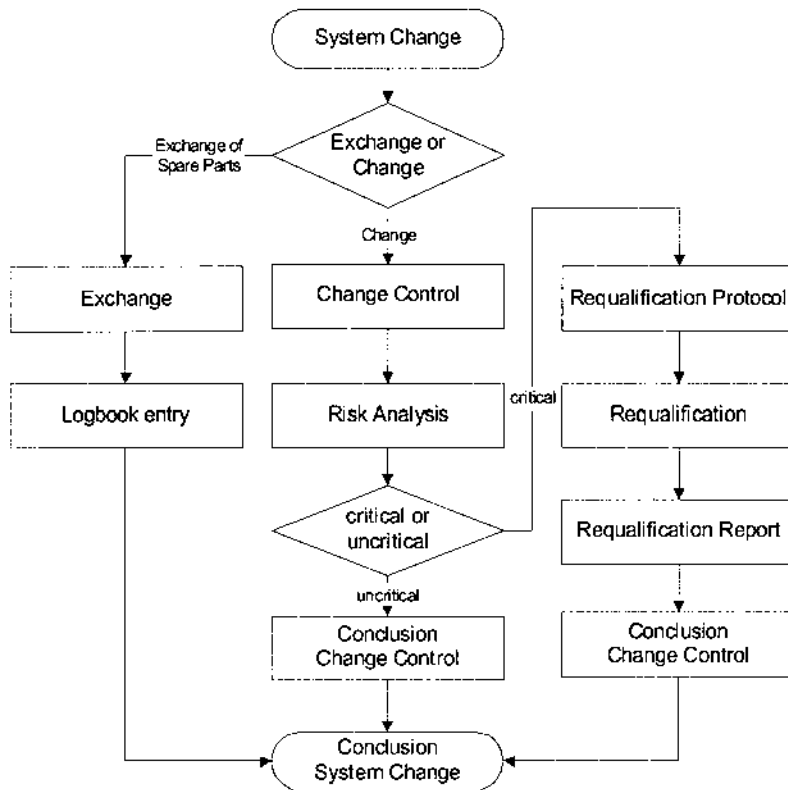 System Change
Exchange or
Change
Exchange of
Spare Parts
Change
Exchange
Change Control
Requalification Protocol
Logbook entry
Risk Analysis
critical
Requalification
critical or
uncritical
Requalification Report
uncritical
Conclusion
Change Control
Conclusion
Change Control
Conclusion
System Change